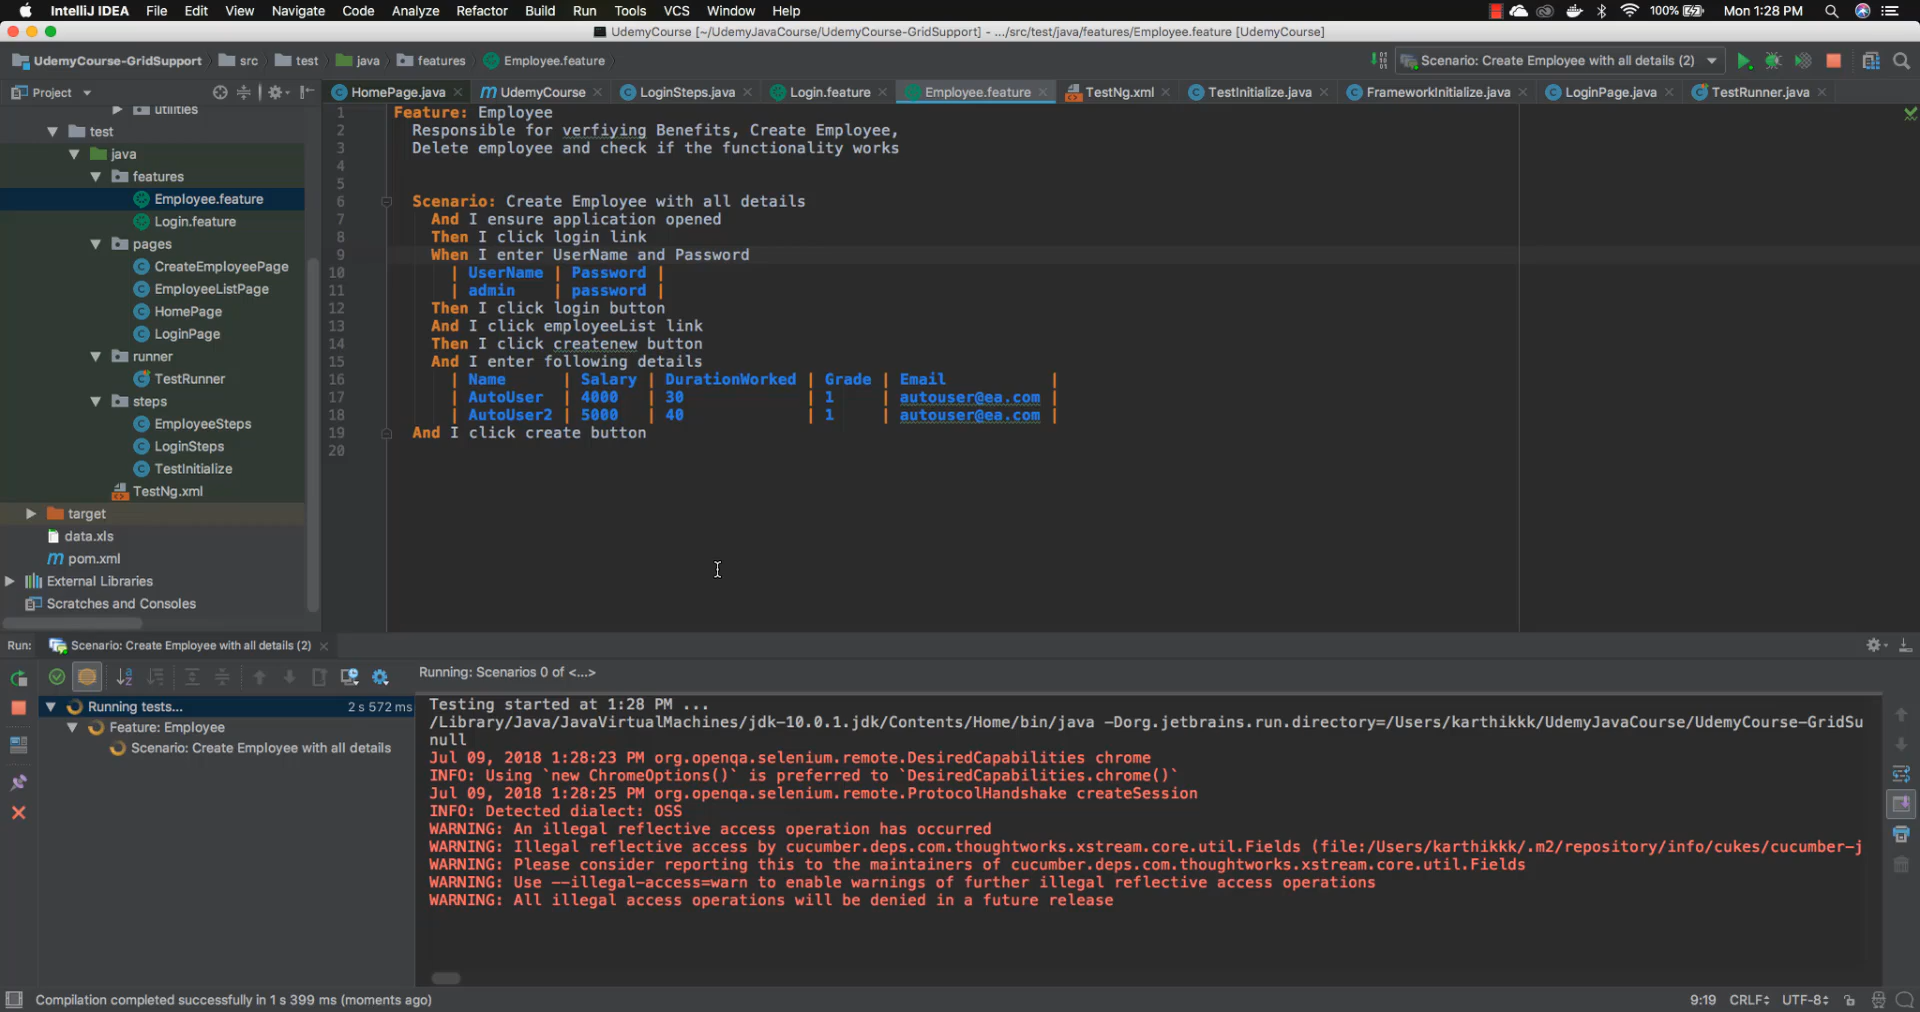 IntelliJ IDEA File Edit View Navigate Code Analyze Refactor Build Run Tools VCS Window Help 100% Mon 1:28 PM
UdemyCourse [~/UdemyJavaCourse/UdemyCourse-GridSupport] - .../src/test/java/features/Employee.feature [UdemyCourse]
UdemyCourse-GridSupport src test java features Employee.feature Scenario: Create Employee with all details (2)
Project HomePage.java UdemyCourse LoginSteps.java Login.feature Employee.feature TestNg.xml TestInitialize.java FrameworkInitialize.java LoginPage.java TestRunner.java
utilities
test
java
features
Employee.feature
Login.feature
pages
CreateEmployeePage
EmployeeListPage
HomePage
LoginPage
runner
TestRunner
steps
EmployeeSteps
LoginSteps
TestInitialize
TestNg.xml
target
data.xls
pom.xml
External Libraries
Scratches and Consoles
1 Feature: Employee
2 Responsible for verfiying Benefits, Create Employee,
3 Delete employee and check if the functionality works
4
5
6 Scenario: Create Employee with all details
7 And I ensure application opened
8 Then I click login link
9 When I enter UserName and Password
10 | UserName | Password |
11 | admin | password |
12 Then I click login button
13 And I click employeeList link
14 Then I click createnew button
15 And I enter following details
16 | Name | Salary | DurationWorked | Grade | Email |
17 | AutoUser | 4000 | 30 | 1 | autouser@ea.com |
18 | AutoUser2 | 5000 | 40 | 1 | autouser@ea.com |
19 And I click create button
20
Run: Scenario: Create Employee with all details (2)
Running: Scenarios 0 of <...>
Running tests... 2 s 572 ms
Feature: Employee
Scenario: Create Employee with all details
Testing started at 1:28 PM ...
/Library/Java/JavaVirtualMachines/jdk-10.0.1.jdk/Contents/Home/bin/java -Dorg.jetbrains.run.directory=/Users/karthikkk/UdemyJavaCourse/UdemyCourse-GridSu
null
Jul 09, 2018 1:28:23 PM org.openqa.selenium.remote.DesiredCapabilities chrome
INFO: Using `new ChromeOptions()` is preferred to `DesiredCapabilities.chrome()`
Jul 09, 2018 1:28:25 PM org.openqa.selenium.remote.ProtocolHandshake createSession
INFO: Detected dialect: OSS
WARNING: An illegal reflective access operation has occurred
WARNING: Illegal reflective access by cucumber.deps.com.thoughtworks.xstream.core.util.Fields (file:/Users/karthikkk/.m2/repository/info/cukes/cucumber-j
WARNING: Please consider reporting this to the maintainers of cucumber.deps.com.thoughtworks.xstream.core.util.Fields
WARNING: Use --illegal-access=warn to enable warnings of further illegal reflective access operations
WARNING: All illegal access operations will be denied in a future release
Compilation completed successfully in 1 s 399 ms (moments ago) 9:19 CRLF UTF-8